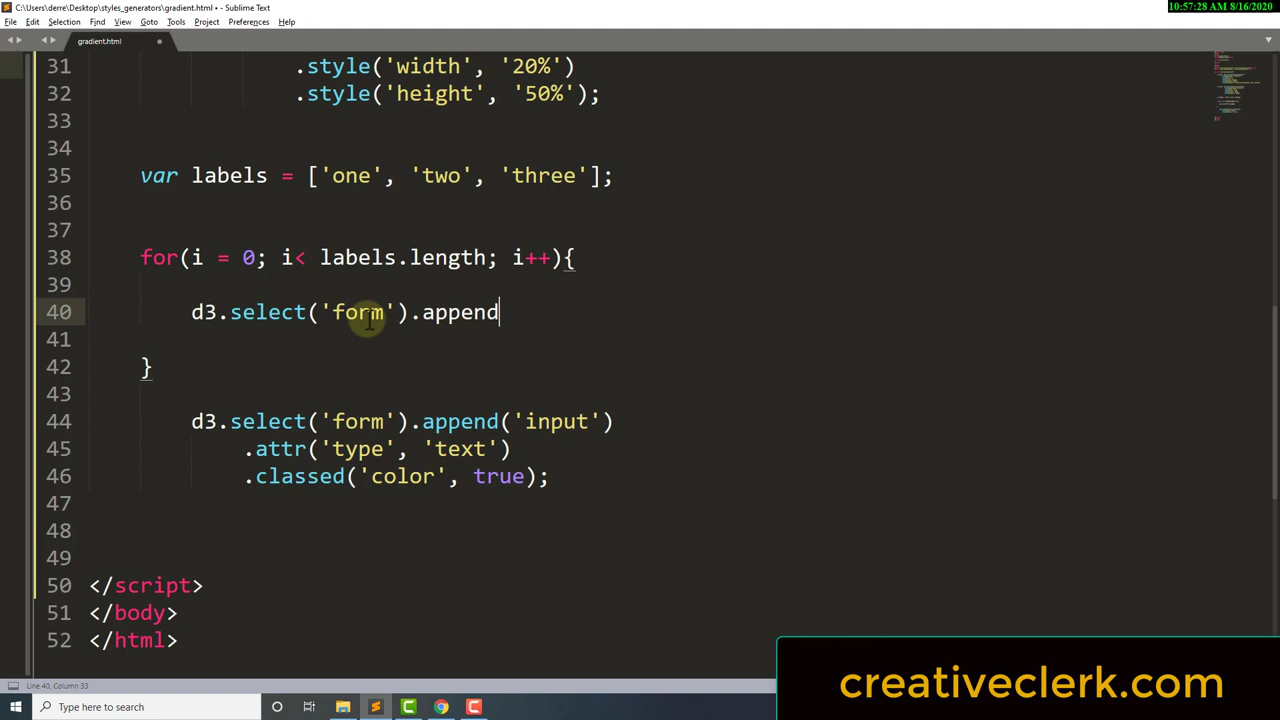 C:\Users\derre\styles_generators\gradient.html • - Sublime Text
10:57:28 AM 8/16/2020
File Edit Selection Find View Goto Tools Project Preferences Help
gradient.html
31 .style('width', '20%')
32 .style('height', '50%');
33
34
35 var labels = ['one', 'two', 'three'];
36
37
38 for(i = 0; i< labels.length; i++){
39
40 d3.select('form').append
41
42 }
43
44 d3.select('form').append('input')
45 .attr('type', 'text')
46 .classed('color', true);
47
48
49
50 </script>
51 </body>
52 </html>
creativeclerk.com
Line 40, Column 33
Type here to search